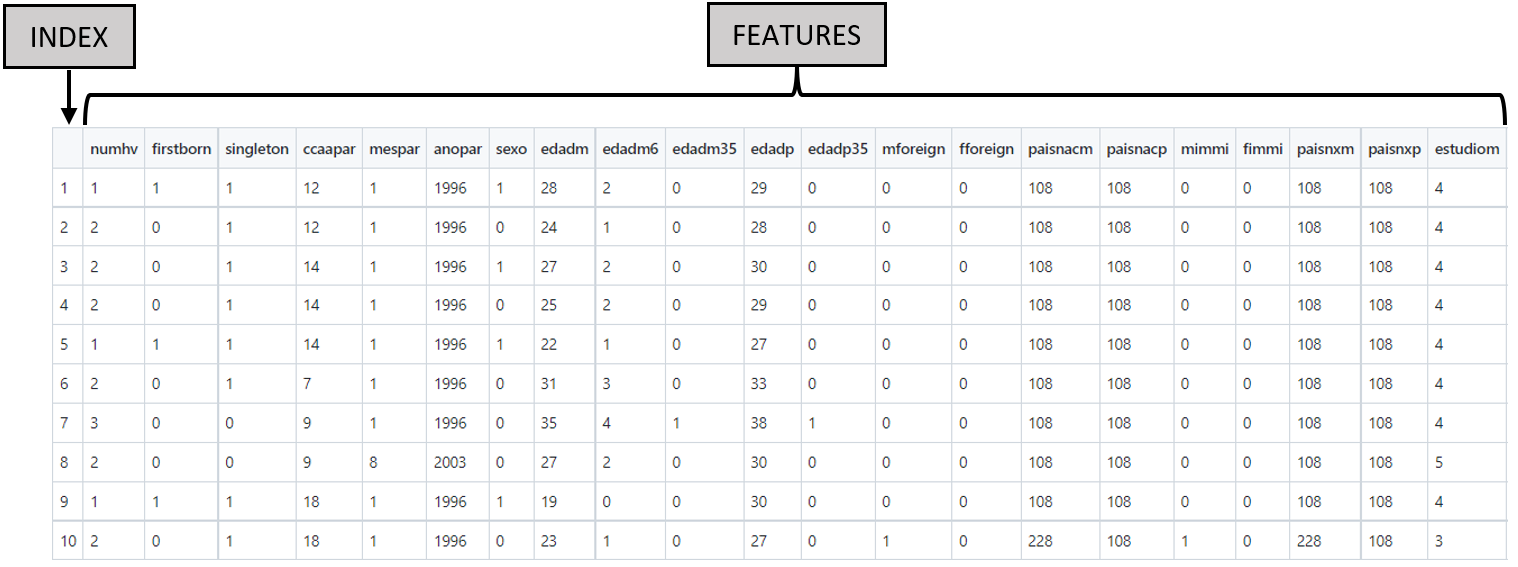 INDEX
FEATURES
numhv firstborn singleton ccaapar mespar anopar sexo edadm edadm6 edadm35 edadp edadp35 mforeign fforeign paisnacm paisnacp mimmi fimmi paisnxm paisnxp estudiom
1 1 1 1 12 1 1996 1 28 2 0 29 0 0 0 108 108 0 0 108 108 4
2 2 0 1 12 1 1996 0 24 1 0 28 0 0 0 108 108 0 0 108 108 4
3 2 0 1 14 1 1996 1 27 2 0 30 0 0 0 108 108 0 0 108 108 4
4 2 0 1 14 1 1996 0 25 2 0 29 0 0 0 108 108 0 0 108 108 4
5 1 1 1 14 1 1996 1 22 1 0 27 0 0 0 108 108 0 0 108 108 4
6 2 0 1 7 1 1996 0 31 3 0 33 0 0 0 108 108 0 0 108 108 4
7 3 0 0 9 1 1996 0 35 4 1 38 1 0 0 108 108 0 0 108 108 4
8 2 0 0 9 8 2003 0 27 2 0 30 0 0 0 108 108 0 0 108 108 5
9 1 1 1 18 1 1996 1 19 0 0 30 0 0 0 108 108 0 0 108 108 4
10 2 0 1 18 1 1996 0 23 1 0 27 0 1 0 228 108 1 0 228 108 3